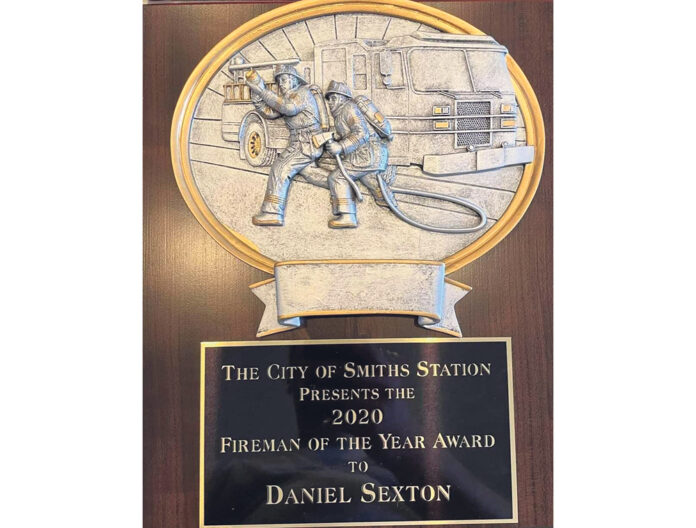 The City of Smiths Station
Presents the
2020
Fireman of the Year Award
to
Daniel Sexton